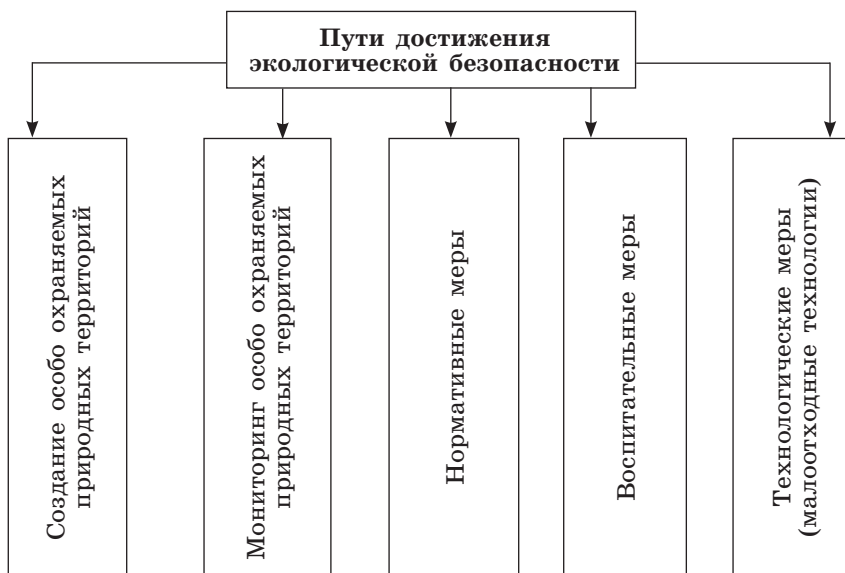 Пути достижения
экологической безопасности
Создание особо охраняемых
природных территорий
Мониторинг особо охраняемых
природных территорий
Нормативные меры
Воспитательные меры
Технологические меры
(малоотходные технологии)